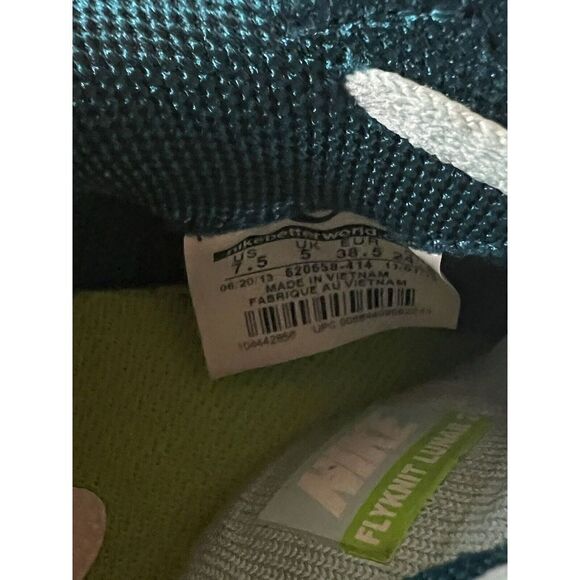 nikebetterworld
US UK EUR
7.5 5 38.5
06/20/13 620658-414
MADE IN VIETNAM
FABRIQUE AU VIETNAM
UPC
NIKE
FLYKNIT LUNAR